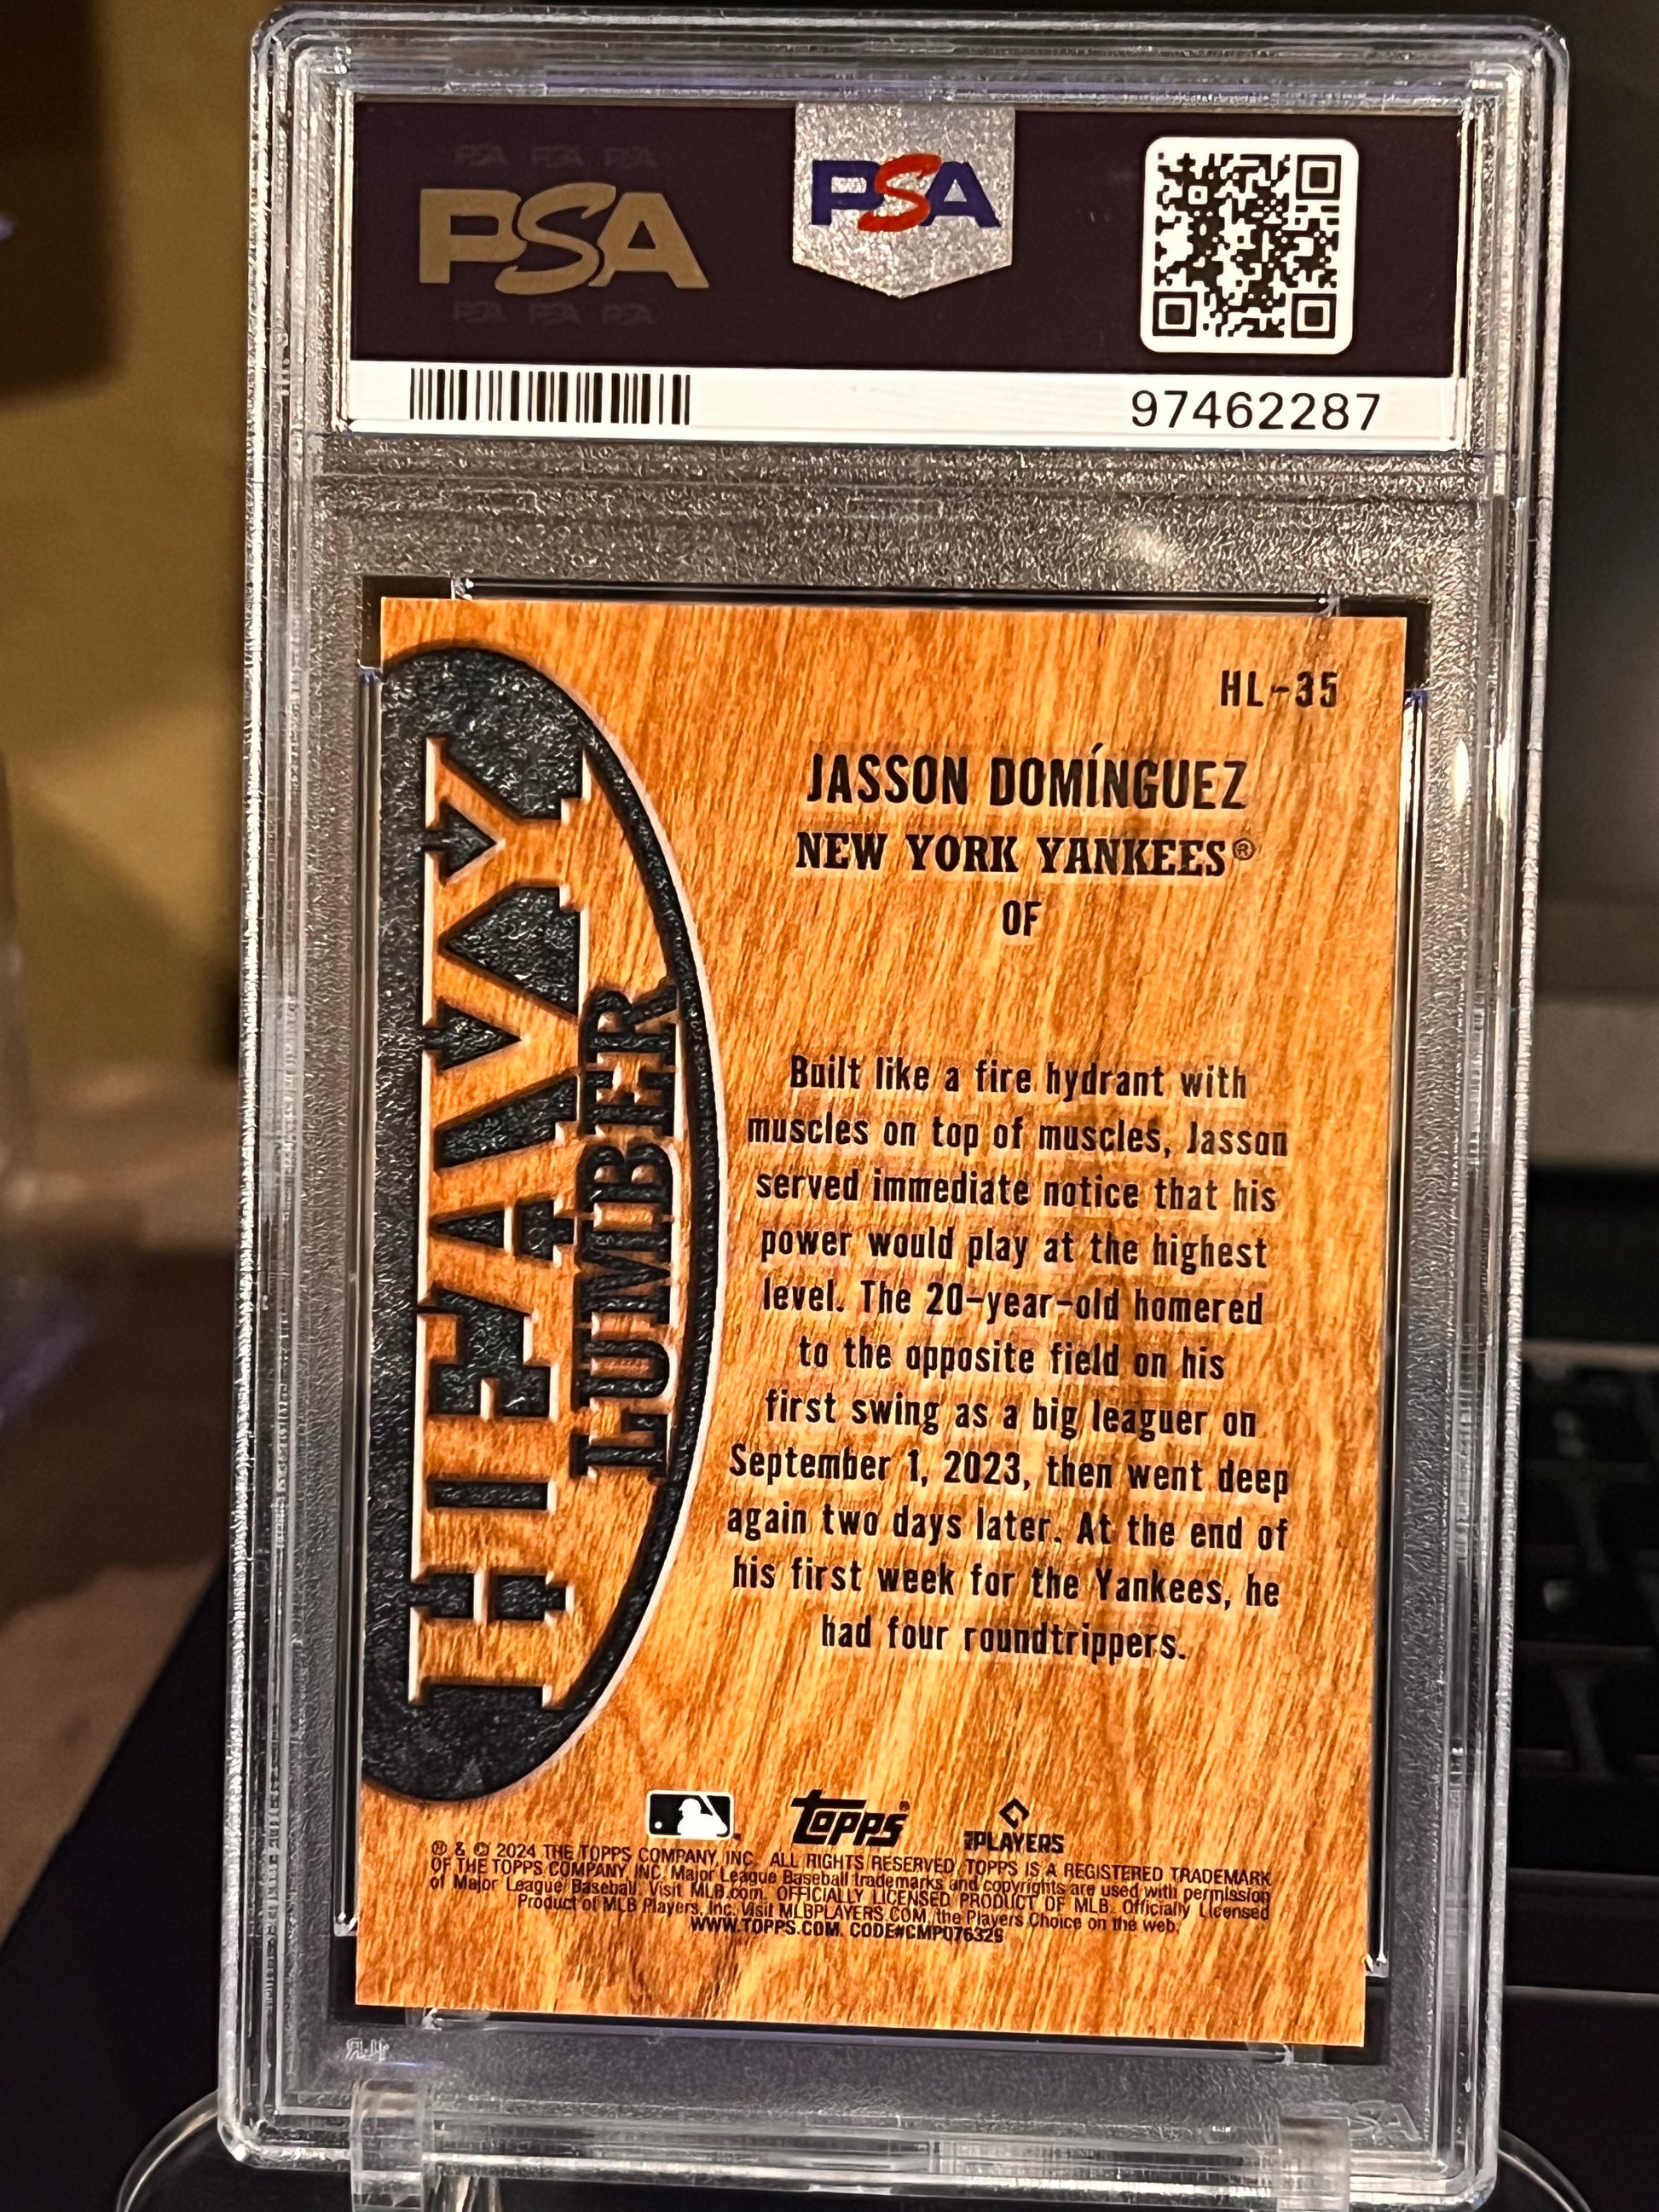 PSA PSA PSA
PSA
PSA PSA PSA
PSA
97462287
HL-35
JASSON DOMÍNGUEZ
NEW YORK YANKEES®
OF
HEAVY
LUMBER
Built like a fire hydrant with
muscles on top of muscles, Jasson
served immediate notice that his
power would play at the highest
level. The 20-year-old homered
to the opposite field on his
first swing as a big leaguer on
September 1, 2023, then went deep
again two days later. At the end of
his first week for the Yankees, he
had four roundtrippers.
Topps®
PLAYERS
® & © 2024 THE TOPPS COMPANY, INC. ALL RIGHTS RESERVED. TOPPS IS A REGISTERED TRADEMARK
OF THE TOPPS COMPANY, INC. Major League Baseball trademarks and copyrights are used with permission
of Major League Baseball. Visit MLB.com. OFFICIALLY LICENSED PRODUCT OF MLB. Officially Licensed
Product of MLB Players, Inc. Visit MLBPLAYERS.COM, the Players Choice on the web.
WWW.TOPPS.COM. CODE#CMP076329
PSA